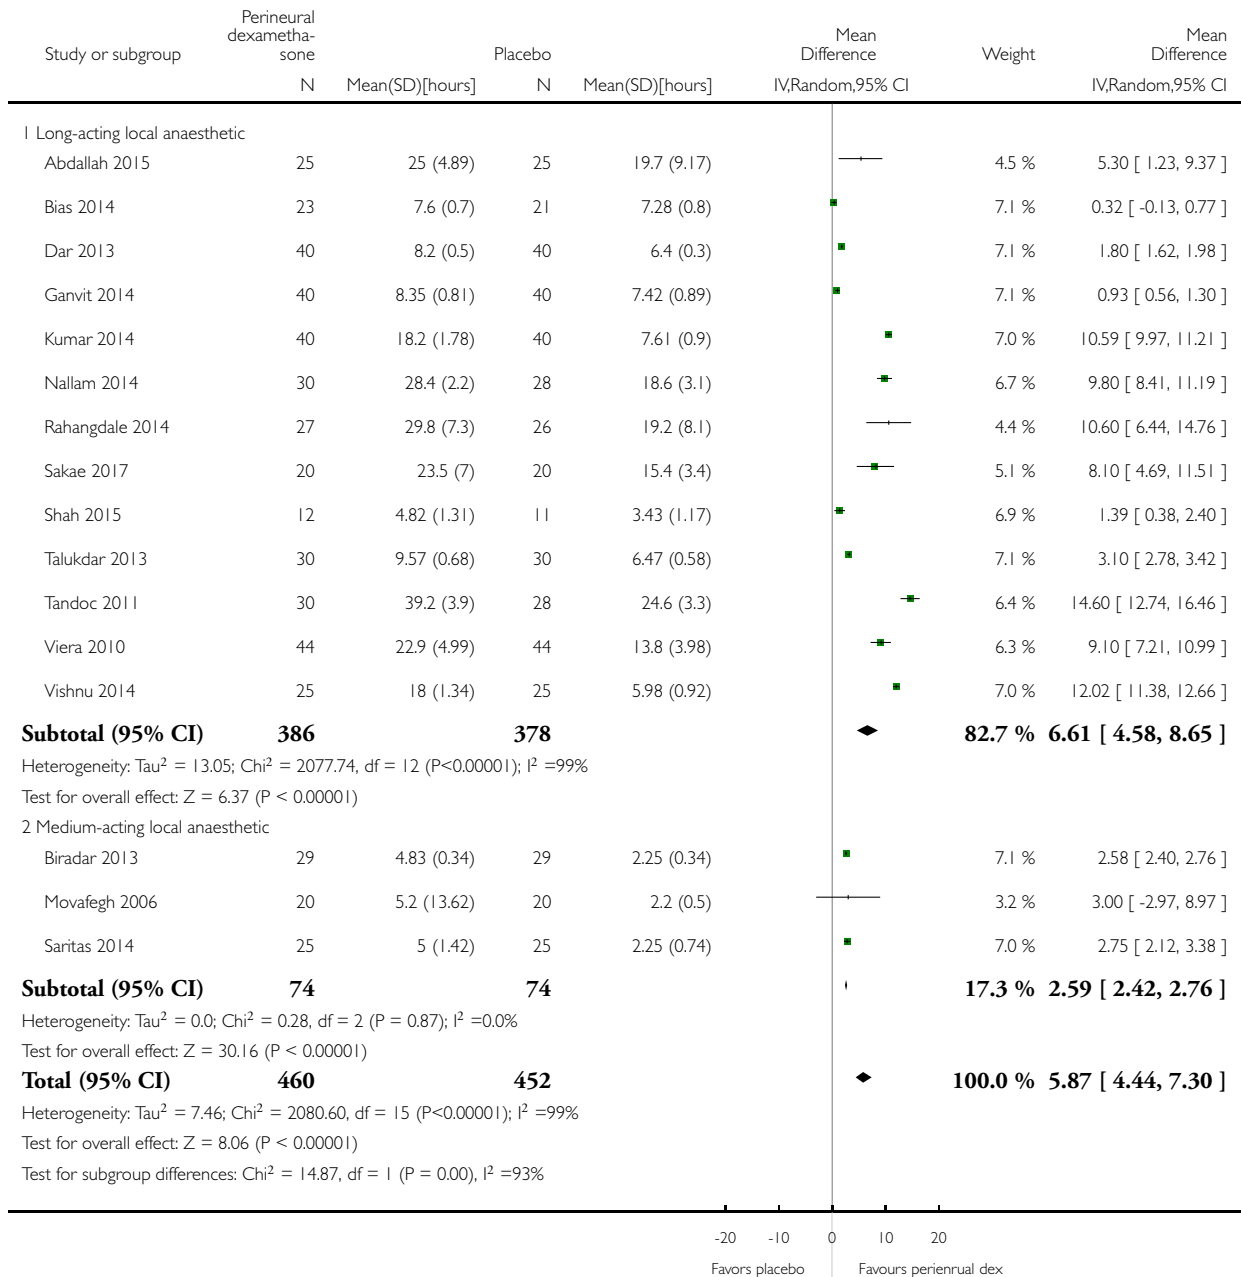 Perineural
dexametha-
sone
Study or subgroup Placebo Mean Difference Weight Mean Difference
N Mean(SD)[hours] N Mean(SD)[hours] IV,Random,95% CI IV,Random,95% CI
1 Long-acting local anaesthetic
Abdallah 2015 25 25 (4.89) 25 19.7 (9.17) 4.5 % 5.30 [ 1.23, 9.37 ]
Bias 2014 23 7.6 (0.7) 21 7.28 (0.8) 7.1 % 0.32 [ -0.13, 0.77 ]
Dar 2013 40 8.2 (0.5) 40 6.4 (0.3) 7.1 % 1.80 [ 1.62, 1.98 ]
Ganvit 2014 40 8.35 (0.81) 40 7.42 (0.89) 7.1 % 0.93 [ 0.56, 1.30 ]
Kumar 2014 40 18.2 (1.78) 40 7.61 (0.9) 7.0 % 10.59 [ 9.97, 11.21 ]
Nallam 2014 30 28.4 (2.2) 28 18.6 (3.1) 6.7 % 9.80 [ 8.41, 11.19 ]
Rahangdale 2014 27 29.8 (7.3) 26 19.2 (8.1) 4.4 % 10.60 [ 6.44, 14.76 ]
Sakae 2017 20 23.5 (7) 20 15.4 (3.4) 5.1 % 8.10 [ 4.69, 11.51 ]
Shah 2015 12 4.82 (1.31) 11 3.43 (1.17) 6.9 % 1.39 [ 0.38, 2.40 ]
Talukdar 2013 30 9.57 (0.68) 30 6.47 (0.58) 7.1 % 3.10 [ 2.78, 3.42 ]
Tandoc 2011 30 39.2 (3.9) 28 24.6 (3.3) 6.4 % 14.60 [ 12.74, 16.46 ]
Viera 2010 44 22.9 (4.99) 44 13.8 (3.98) 6.3 % 9.10 [ 7.21, 10.99 ]
Vishnu 2014 25 18 (1.34) 25 5.98 (0.92) 7.0 % 12.02 [ 11.38, 12.66 ]
Subtotal (95% CI) 386 378 82.7 % 6.61 [ 4.58, 8.65 ]
Heterogeneity: Tau² = 13.05; Chi² = 2077.74, df = 12 (P<0.00001); I² =99%
Test for overall effect: Z = 6.37 (P < 0.00001)
2 Medium-acting local anaesthetic
Biradar 2013 29 4.83 (0.34) 29 2.25 (0.34) 7.1 % 2.58 [ 2.40, 2.76 ]
Movafegh 2006 20 5.2 (13.62) 20 2.2 (0.5) 3.2 % 3.00 [ -2.97, 8.97 ]
Saritas 2014 25 5 (1.42) 25 2.25 (0.74) 7.0 % 2.75 [ 2.12, 3.38 ]
Subtotal (95% CI) 74 74 17.3 % 2.59 [ 2.42, 2.76 ]
Heterogeneity: Tau² = 0.0; Chi² = 0.28, df = 2 (P = 0.87); I² =0.0%
Test for overall effect: Z = 30.16 (P < 0.00001)
Total (95% CI) 460 452 100.0 % 5.87 [ 4.44, 7.30 ]
Heterogeneity: Tau² = 7.46; Chi² = 2080.60, df = 15 (P<0.00001); I² =99%
Test for overall effect: Z = 8.06 (P < 0.00001)
Test for subgroup differences: Chi² = 14.87, df = 1 (P = 0.00), I² =93%
-20 -10 0 10 20
Favors placebo Favours perienrual dex